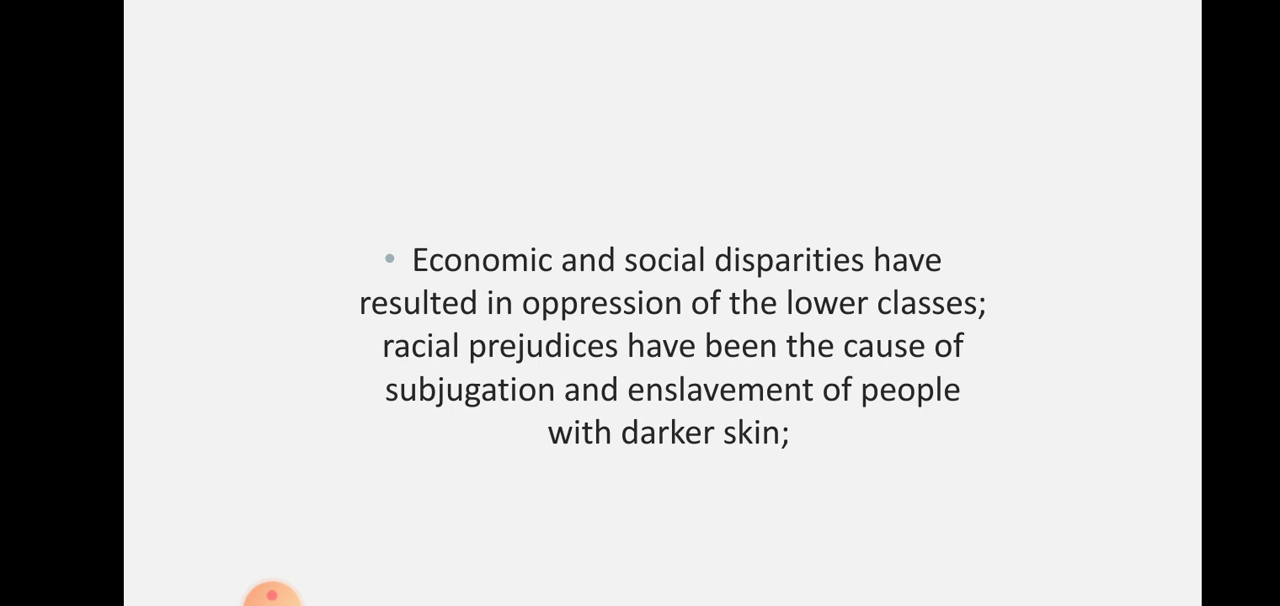 • Economic and social disparities have
resulted in oppression of the lower classes;
racial prejudices have been the cause of
subjugation and enslavement of people
with darker skin;